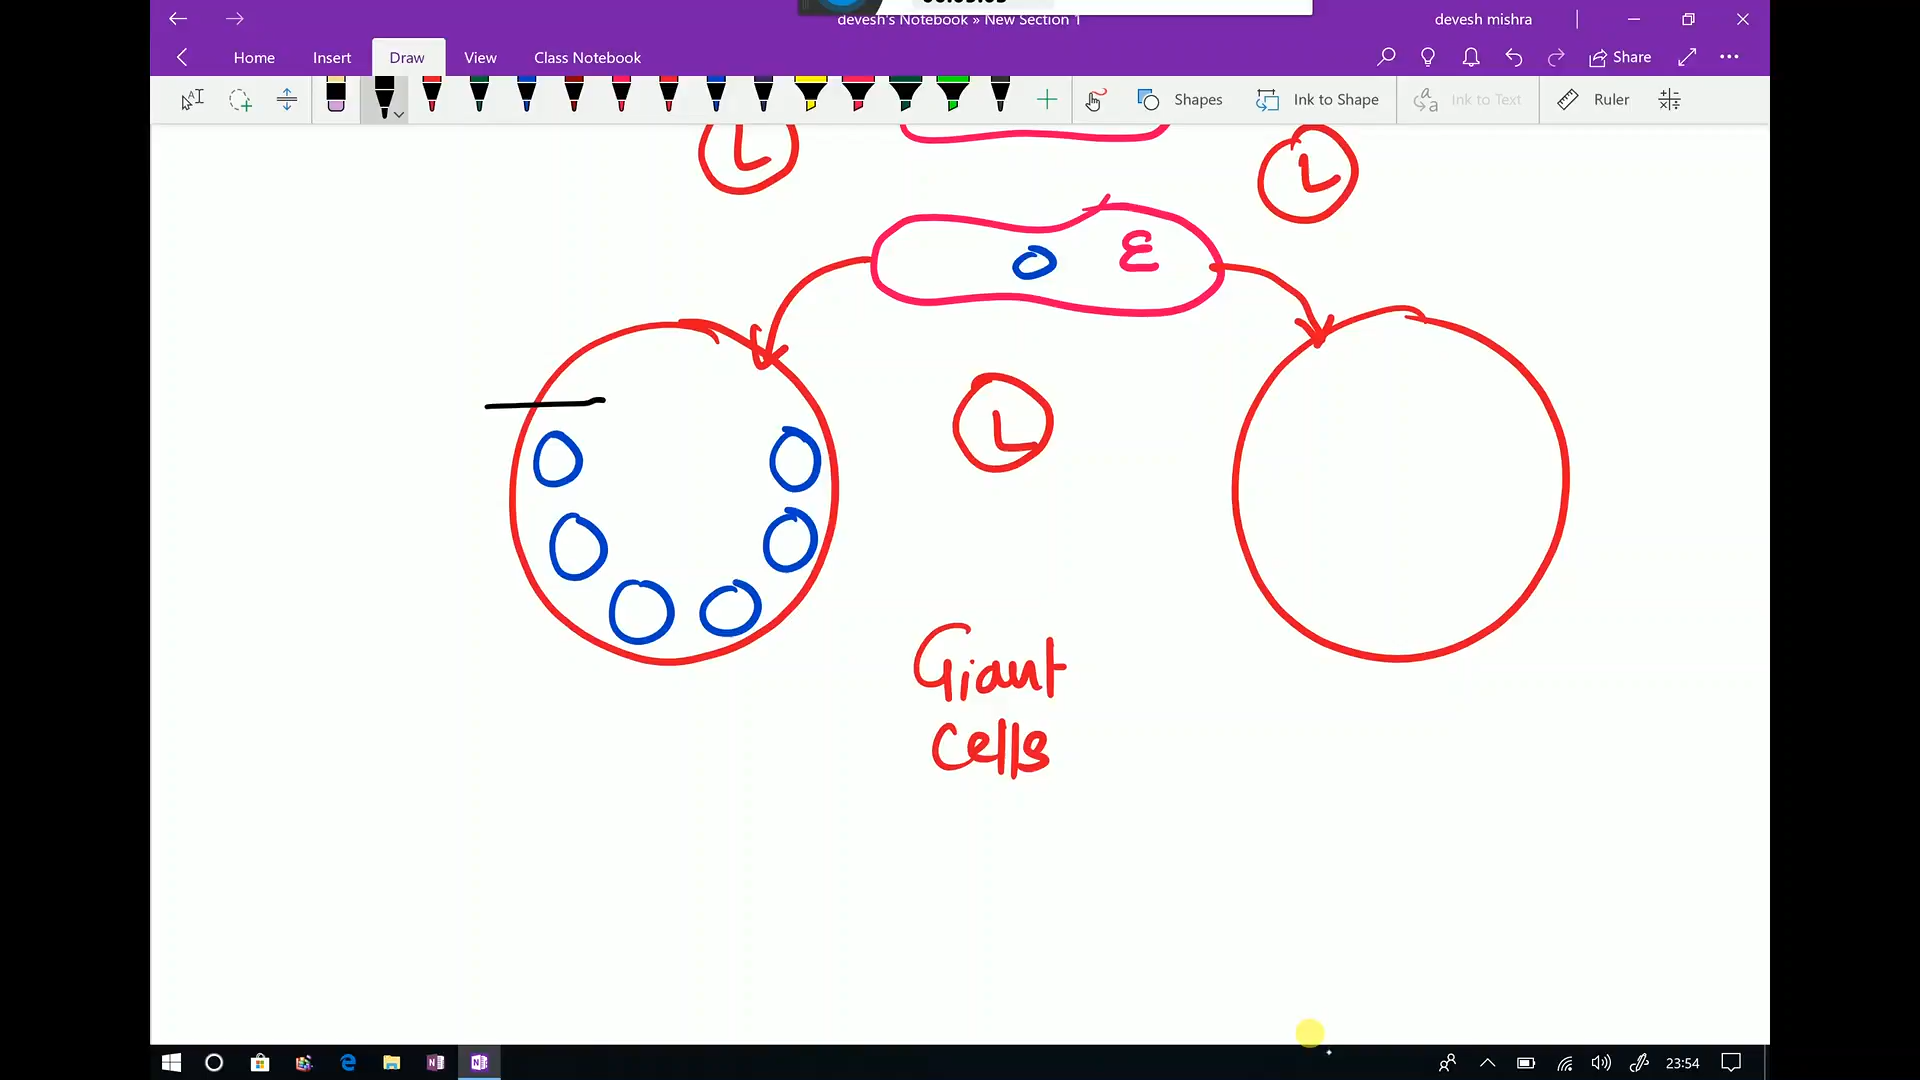 devesh's Notebook » New Section 1
devesh mishra
Home
Insert
Draw
View
Class Notebook
Share
Shapes
Ink to Shape
Ink to Text
Ruler
L
L
ε
L
Giant
Cells
23:54